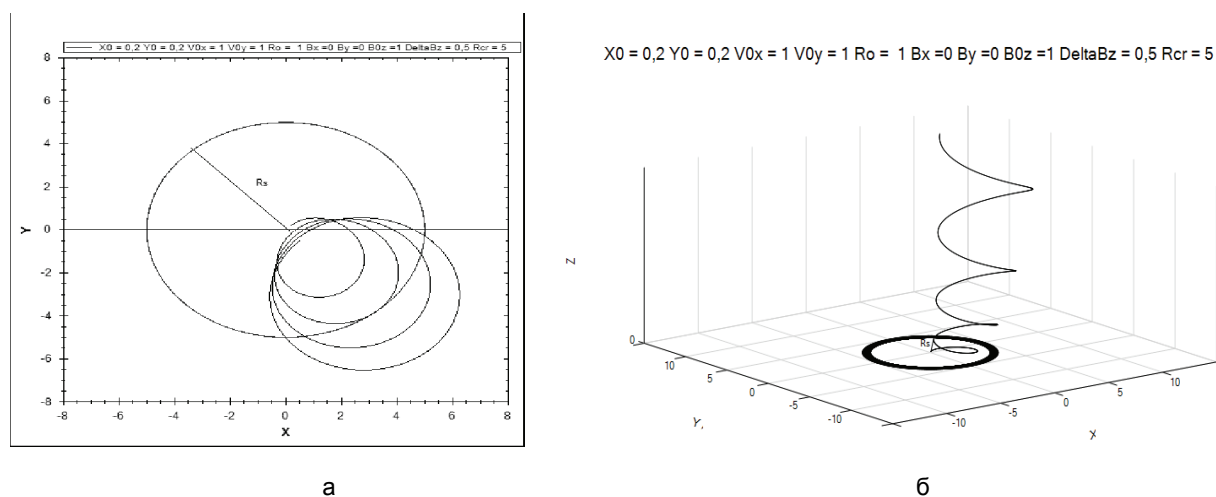 X0 = 0,2 Y0 = 0,2 V0x = 1 V0y = 1 Ro = 1 Bx =0 By =0 B0z =1 DeltaBz = 0,5 Rcr = 5
8
6
4
2
0
-2
-4
-6
-8
Y
Rs
-8
-6
-4
-2
0
2
4
6
8
X
а
X0 = 0,2 Y0 = 0,2 V0x = 1 V0y = 1 Ro = 1 Bx =0 By =0 B0z =1 DeltaBz = 0,5 Rcr = 5
Z
0
Rs
10
5
0
-5
-10
Y,
-10
-5
0
5
10
X
б